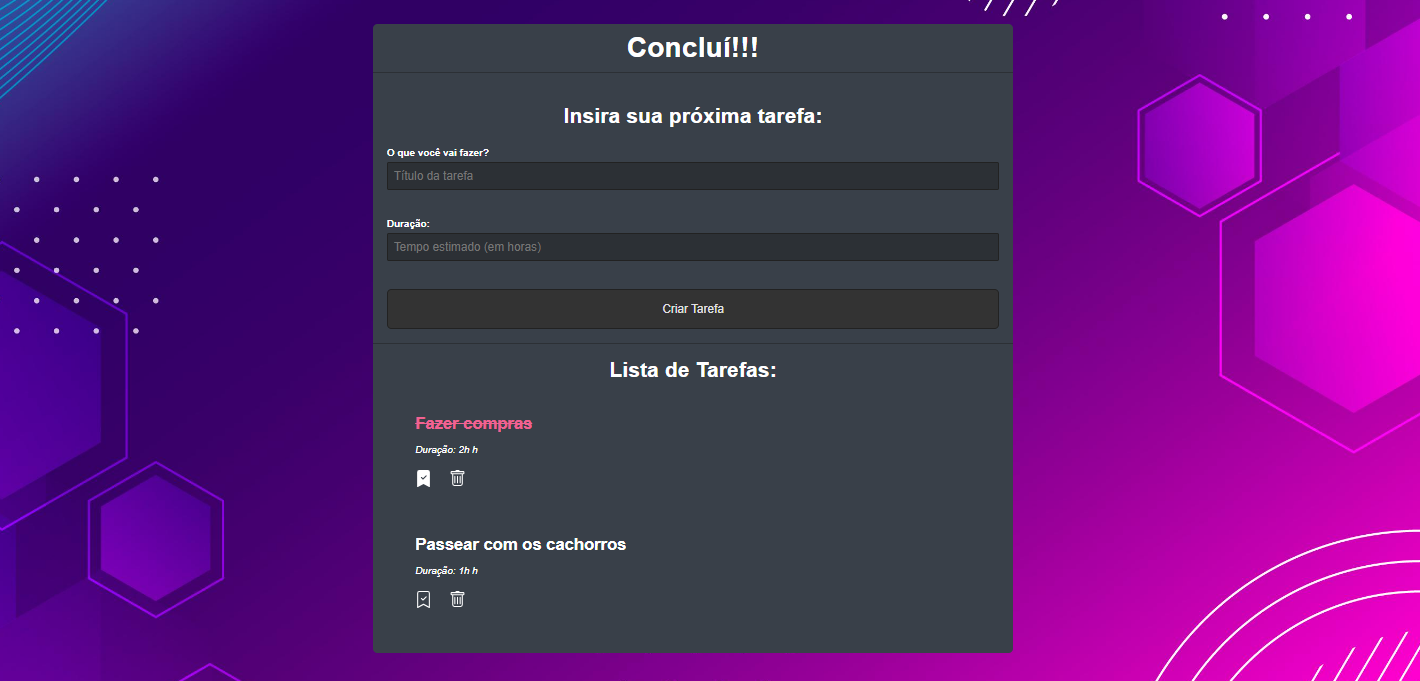 Concluí!!!
Insira sua próxima tarefa:
O que você vai fazer?
Título da tarefa
Duração:
Tempo estimado (em horas)
Criar Tarefa
Lista de Tarefas:
Fazer compras
Duração: 2h h
Passear com os cachorros
Duração: 1h h